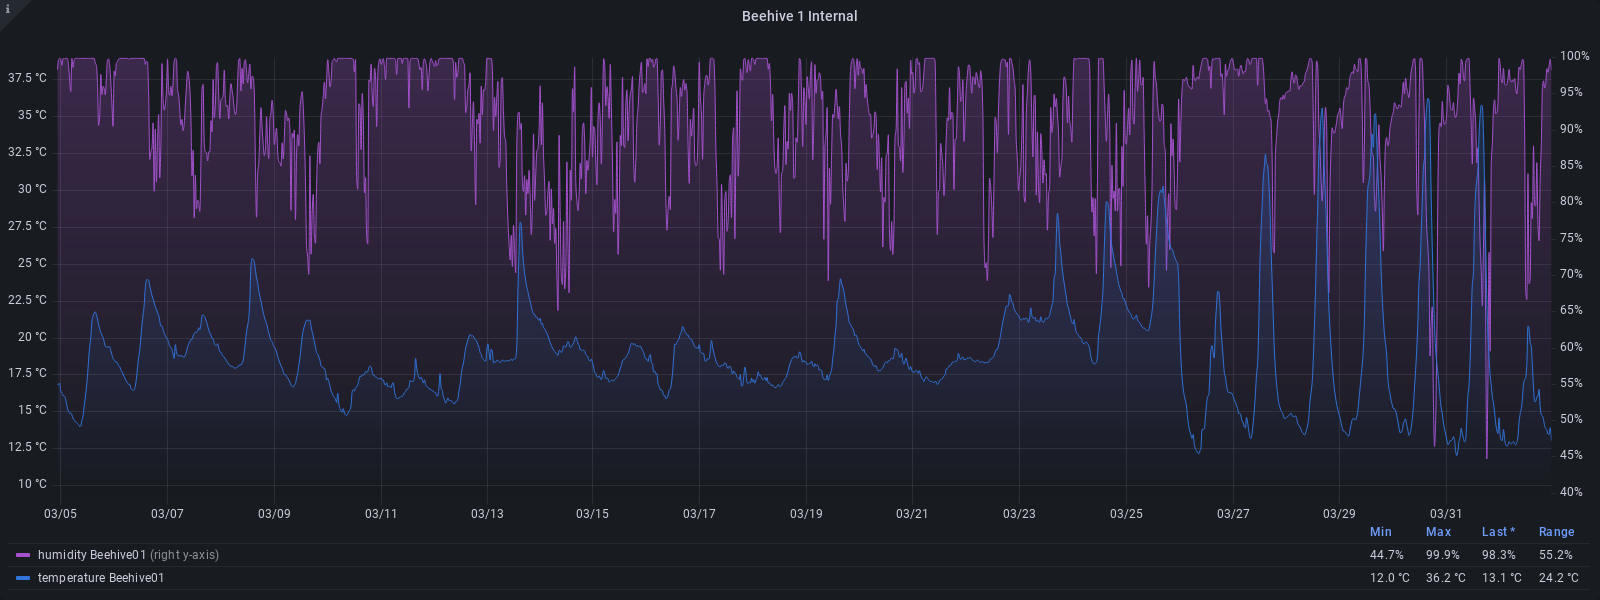 i
Beehive 1 Internal
37.5 °C
35 °C
32.5 °C
30 °C
27.5 °C
25 °C
22.5 °C
20 °C
17.5 °C
15 °C
12.5 °C
10 °C
100%
95%
90%
85%
80%
75%
70%
65%
60%
55%
50%
45%
40%
03/05 03/07 03/09 03/11 03/13 03/15 03/17 03/19 03/21 03/23 03/25 03/27 03/29 03/31
Min Max Last * Range
humidity Beehive01 (right y-axis) 44.7% 99.9% 98.3% 55.2%
temperature Beehive01 12.0 °C 36.2 °C 13.1 °C 24.2 °C